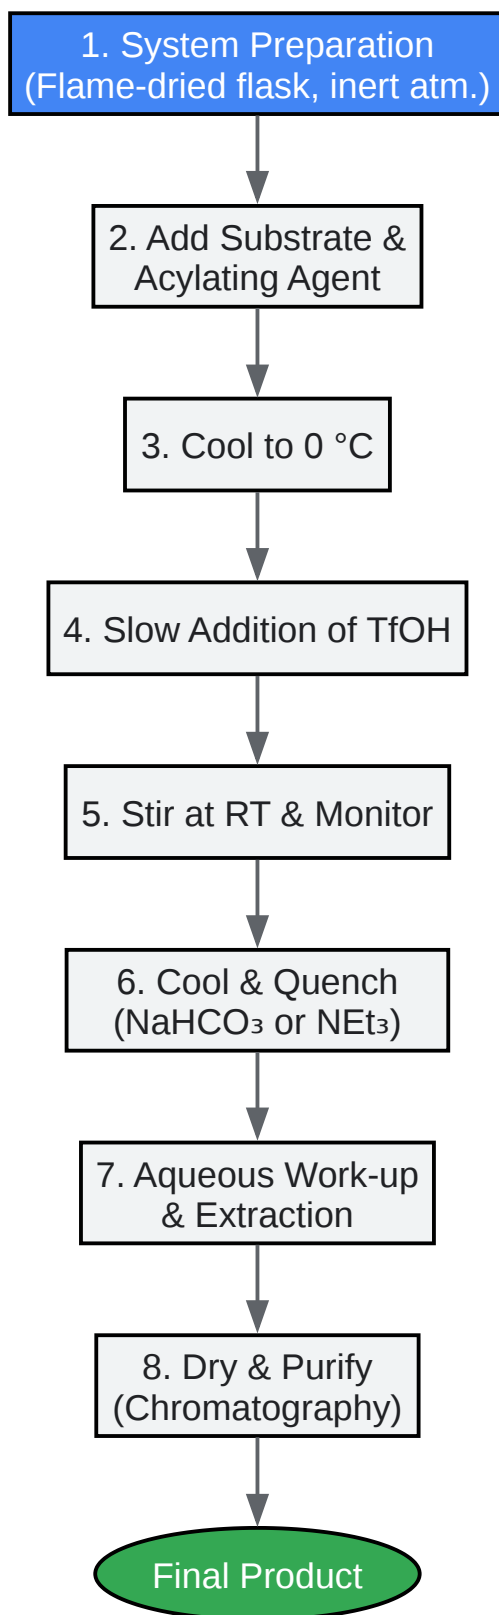 1. System Preparation
(Flame-dried flask, inert atm.)
2. Add Substrate &
Acylating Agent
3. Cool to 0 °C
4. Slow Addition of TfOH
5. Stir at RT & Monitor
6. Cool & Quench
(NaHCO₃ or NEt₃)
7. Aqueous Work-up
& Extraction
8. Dry & Purify
(Chromatography)
Final Product